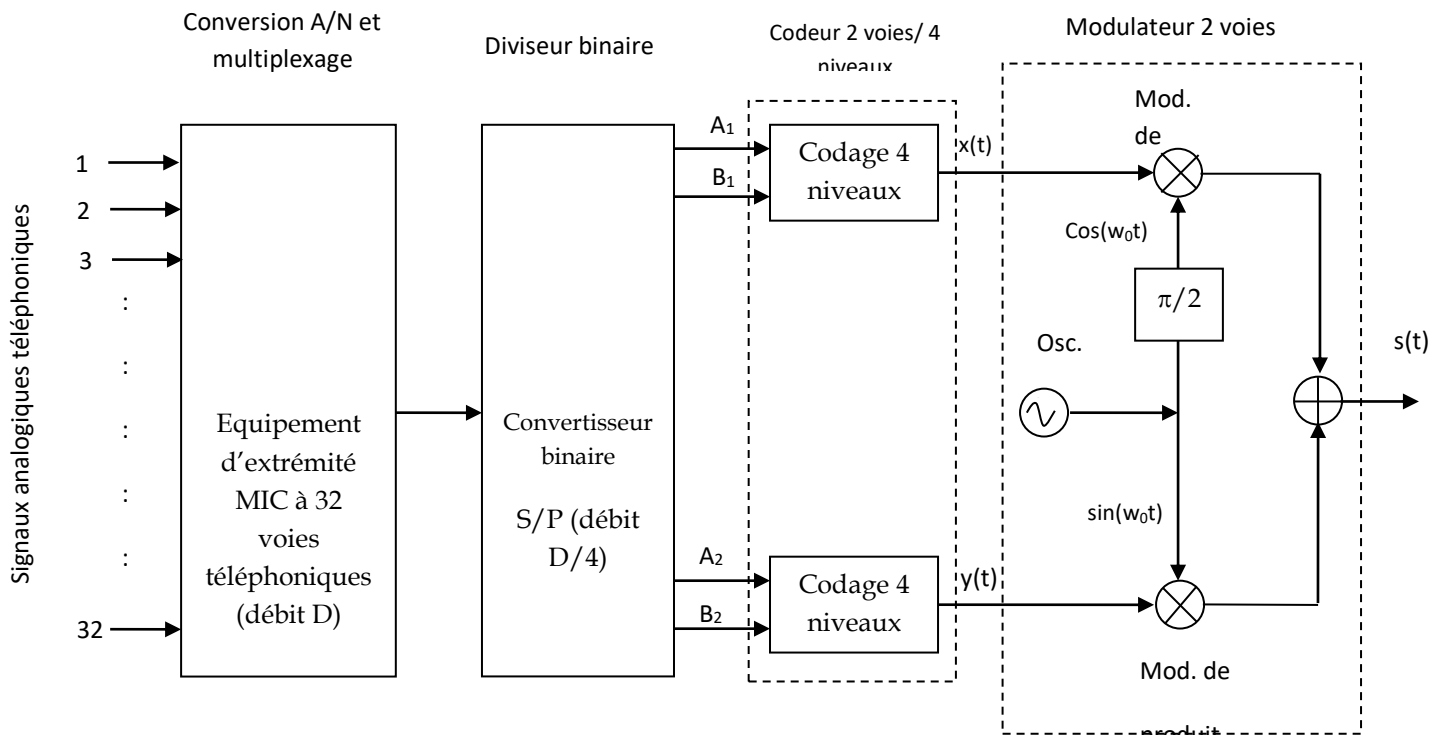 Conversion A/N et
multiplexage
Diviseur binaire
Codeur 2 voies/ 4
niveaux
Modulateur 2 voies
Signaux analogiques téléphoniques
1
2
3
:
:
:
:
:
32
Equipement
d’extrémité
MIC à 32
voies
téléphoniques
(débit D)
Convertisseur
binaire
S/P (débit
D/4)
A1
B1
A2
B2
Codage 4
niveaux
Codage 4
niveaux
x(t)
y(t)
Mod.
de
Cos(w0t)
π/2
Osc.
sin(w0t)
s(t)
Mod. de
produit